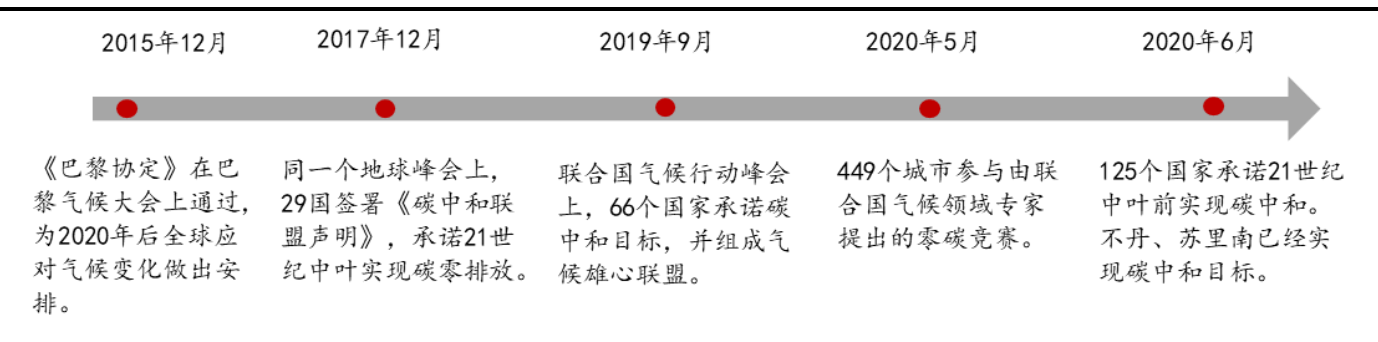 2015年12月
2017年12月
2019年9月
2020年5月
2020年6月
《巴黎协定》在巴
黎气候大会上通过,
为2020年后全球应
对气候变化做出安
排。
同一个地球峰会上,
29国签署《碳中和联
盟声明》,承诺21世
纪中叶实现碳零排放。
联合国气候行动峰会
上,66个国家承诺碳
中和目标,并组成气
候雄心联盟。
449个城市参与由联
合国气候领域专家
提出的零碳竞赛。
125个国家承诺21世纪
中叶前实现碳中和。
不丹、苏里南已经实
现碳中和目标。